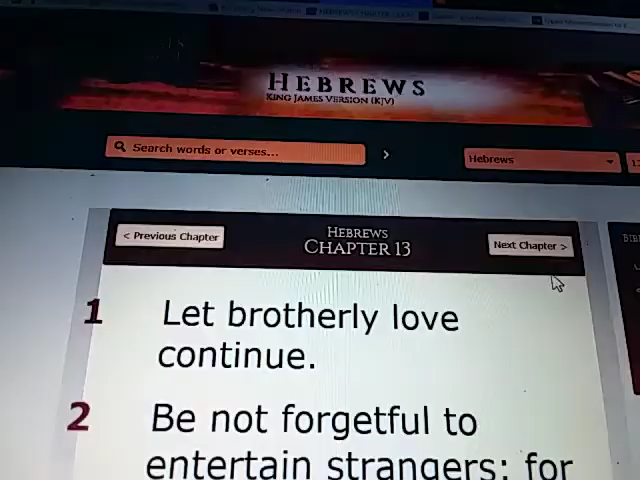 HEBREWS
KING JAMES VERSION (KJV)
Search words or verses...
Hebrews
< Previous Chapter
HEBREWS
CHAPTER 13
Next Chapter >
1 Let brotherly love
continue.
2 Be not forgetful to
entertain strangers: for